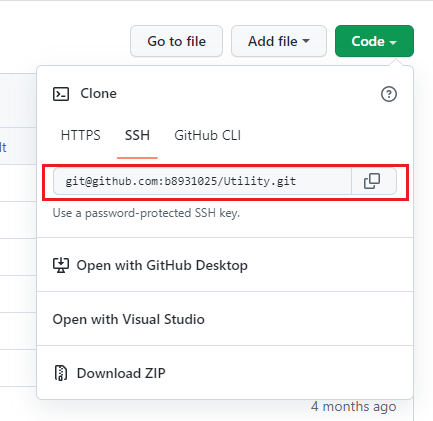 Go to file Add file Code
Clone
lt
HTTPS SSH GitHub CLI
git@github.com:b8931025/Utility.git
Use a password-protected SSH key.
Open with GitHub Desktop
Open with Visual Studio
Download ZIP
4 months ago